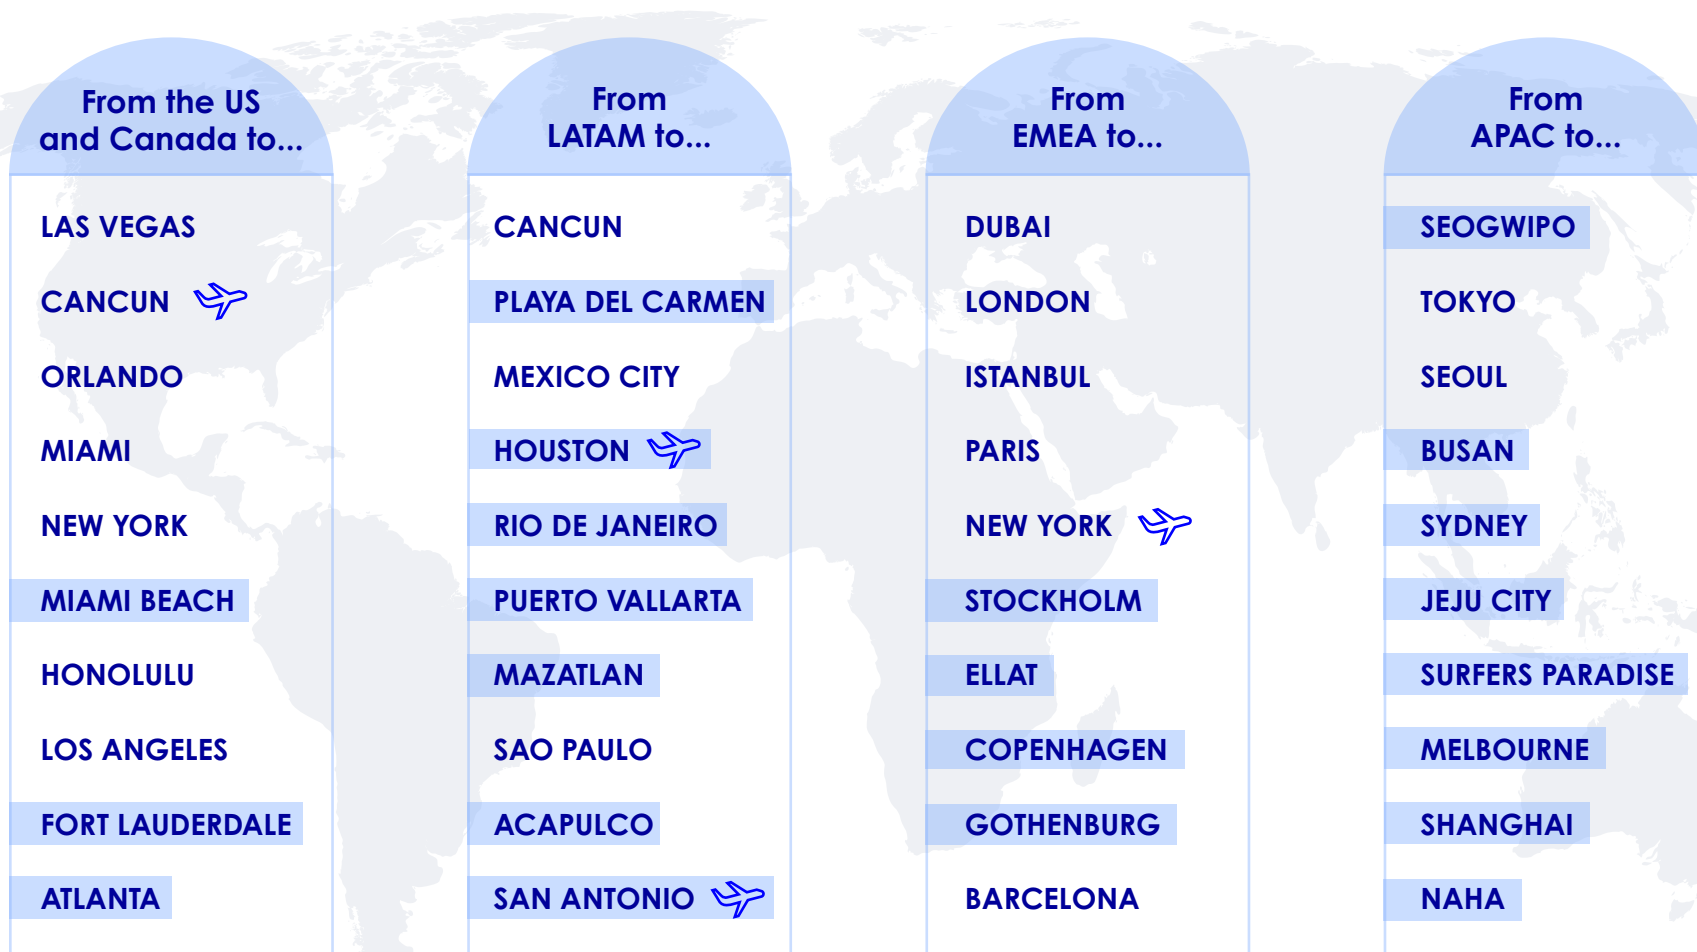 From the US
and Canada to...
LAS VEGAS
CANCUN
ORLANDO
MIAMI
NEW YORK
MIAMI BEACH
HONOLULU
LOS ANGELES
FORT LAUDERDALE
ATLANTA
From
LATAM to...
CANCUN
PLAYA DEL CARMEN
MEXICO CITY
HOUSTON
RIO DE JANEIRO
PUERTO VALLARTA
MAZATLAN
SAO PAULO
ACAPULCO
SAN ANTONIO
From
EMEA to...
DUBAI
LONDON
ISTANBUL
PARIS
NEW YORK
STOCKHOLM
ELLAT
COPENHAGEN
GOTHENBURG
BARCELONA
From
APAC to...
SEOGWIPO
TOKYO
SEOUL
BUSAN
SYDNEY
JEJU CITY
SURFERS PARADISE
MELBOURNE
SHANGHAI
NAHA